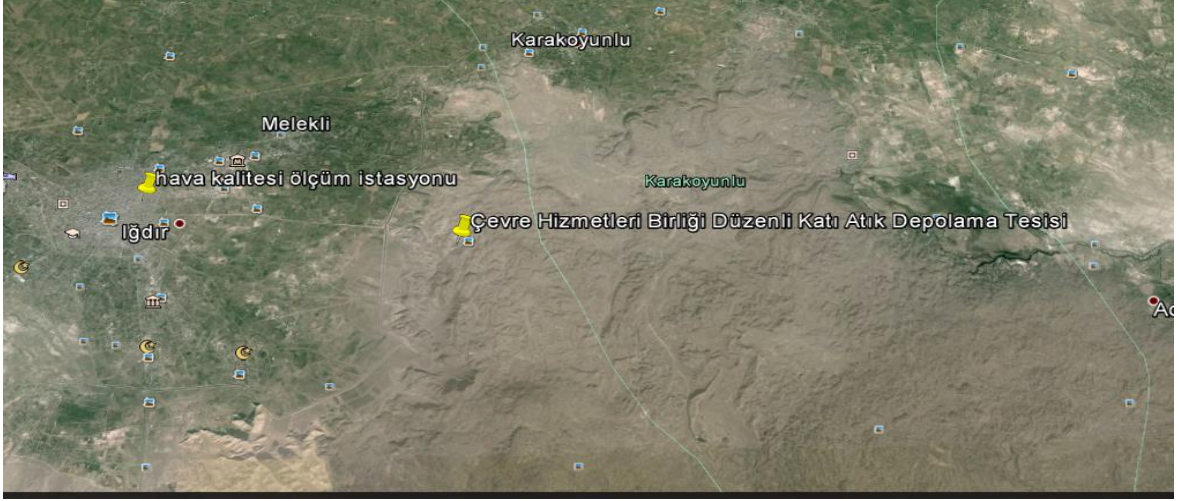 Karakoyunlu
Melekli
hava kalitesi ölçüm istasyonu
Karakoyunlu
Çevre Hizmetleri Birliği Düzenli Katı Atık Depolama Tesisi
Iğdır